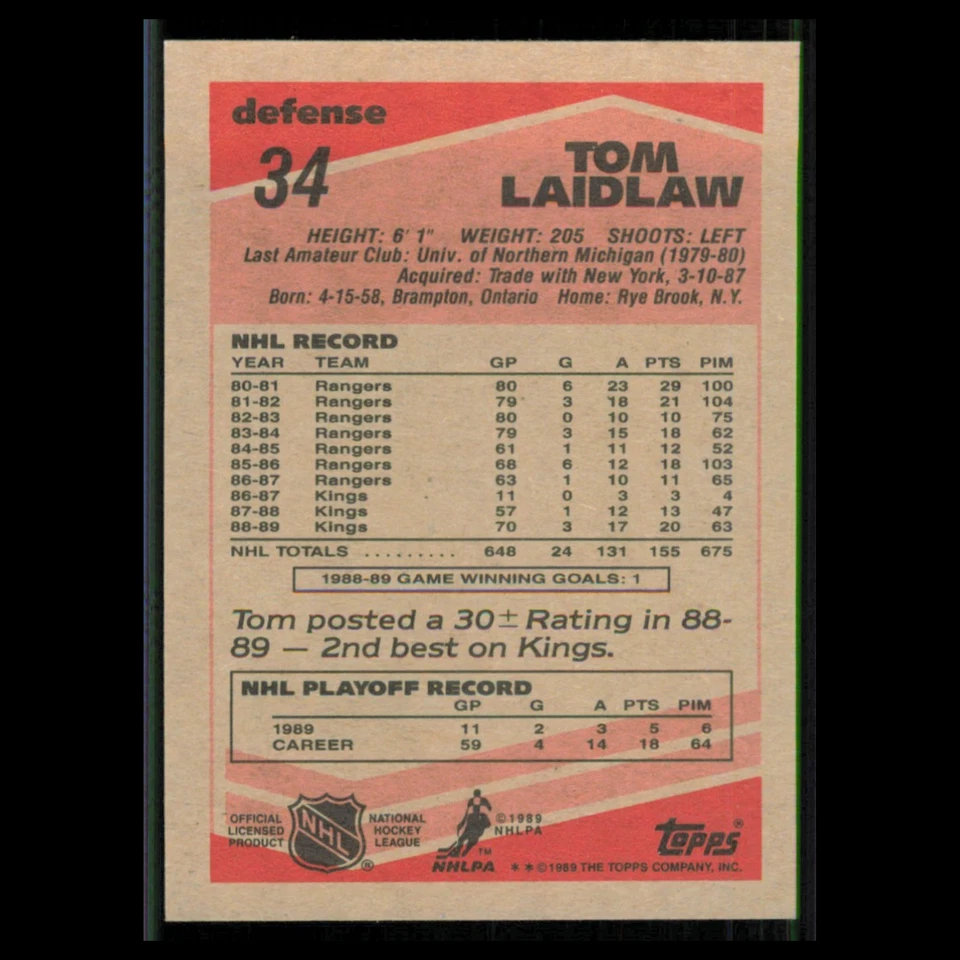 defense
34
TOM
LAIDLAW
HEIGHT: 6' 1" WEIGHT: 205 SHOOTS: LEFT
Last Amateur Club: Univ. of Northern Michigan (1979-80)
Acquired: Trade with New York, 3-10-87
Born: 4-15-58, Brampton, Ontario Home: Rye Brook, N.Y.
NHL RECORD
YEAR TEAM GP G A PTS PIM
80-81 Rangers 80 6 23 29 100
81-82 Rangers 79 3 18 21 104
82-83 Rangers 80 0 10 10 75
83-84 Rangers 79 3 15 18 62
84-85 Rangers 61 1 11 12 52
85-86 Rangers 68 6 12 18 103
86-87 Rangers 63 1 10 11 65
86-87 Kings 11 0 3 3 4
87-88 Kings 57 1 12 13 47
88-89 Kings 70 3 17 20 63
NHL TOTALS ......... 648 24 131 155 675
1988-89 GAME WINNING GOALS: 1
Tom posted a 30± Rating in 88-
89 — 2nd best on Kings.
NHL PLAYOFF RECORD
GP G A PTS PIM
1989 11 2 3 5 6
CAREER 59 4 14 18 64
OFFICIAL
LICENSED
PRODUCT
NHL ®
NATIONAL
HOCKEY
LEAGUE
NHLPA ™
©1989
NHLPA
topps®
**©1989 THE TOPPS COMPANY, INC.